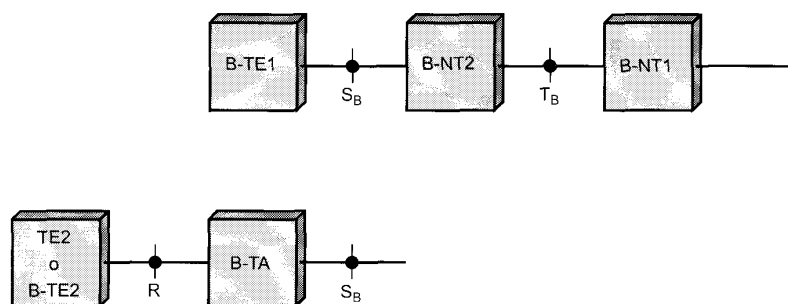 B-TE1
B-NT2
B-NT1
S_B
T_B
TE2
o
B-TE2
B-TA
R
S_B